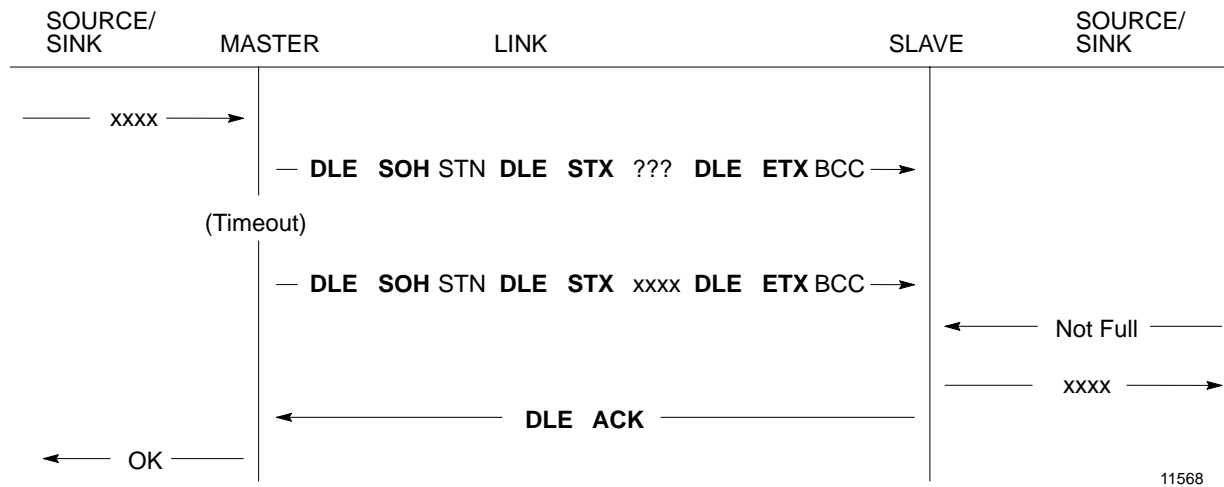 SOURCE/
SINK
MASTER
LINK
SLAVE
SOURCE/
SINK
xxxx
DLE SOH STN DLE STX ??? DLE ETX BCC
(Timeout)
DLE SOH STN DLE STX xxxx DLE ETX BCC
Not Full
xxxx
DLE ACK
OK
11568